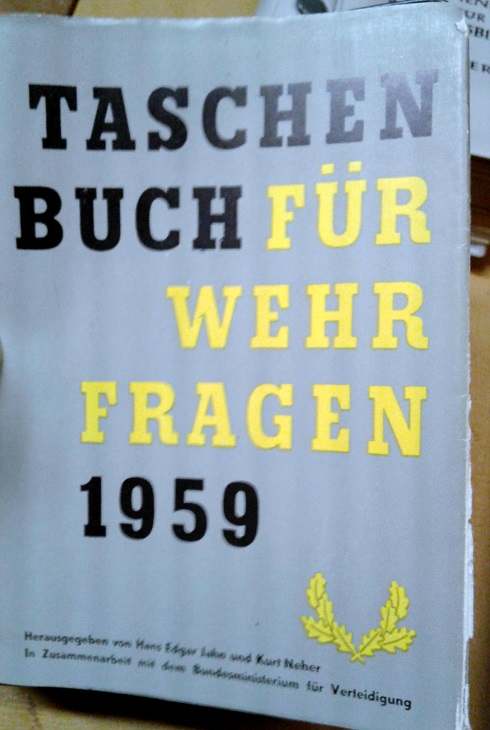 TASCHEN
BUCH FÜR
WEHR
FRAGEN
1959
Herausgegeben von Hans Edgar Jahn und Kurt Neher
In Zusammenarbeit mit dem Bundesministerium für Verteidigung